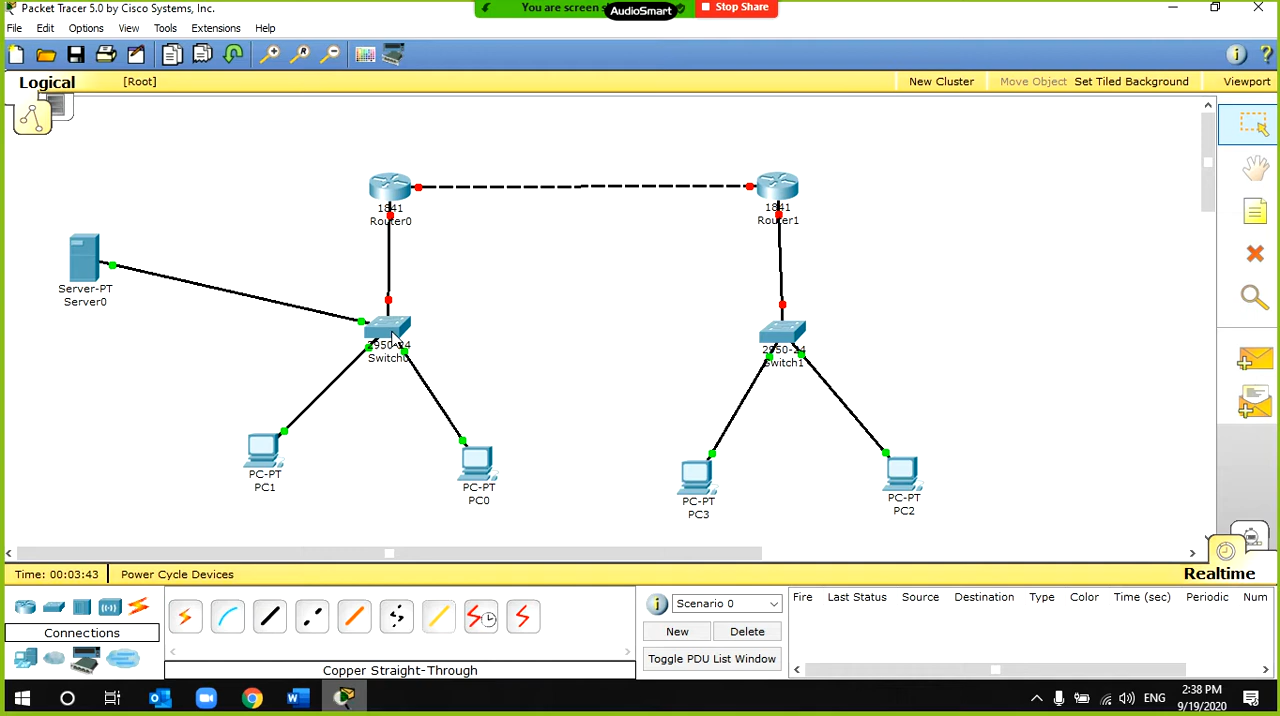 Packet Tracer 5.0 by Cisco Systems, Inc.
You are screen s
AudioSmart
Stop Share
File Edit Options View Tools Extensions Help
Logical
[Root]
New Cluster
Move Object
Set Tiled Background
Viewport
1841
Router0
1841
Router1
Server-PT
Server0
2950-24
Switch0
2950-24
Switch1
PC-PT
PC1
PC-PT
PC0
PC-PT
PC3
PC-PT
PC2
Time: 00:03:43
Power Cycle Devices
Realtime
Connections
Copper Straight-Through
Scenario 0
New
Delete
Toggle PDU List Window
Fire Last Status Source Destination Type Color Time (sec) Periodic Num
ENG
2:38 PM
9/19/2020